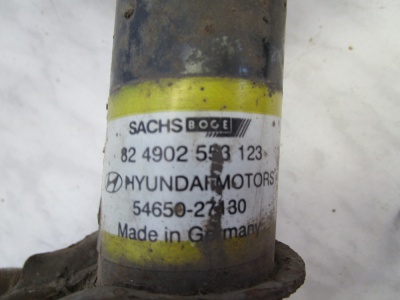 SACHS BOGE
82 4902 553 123
HYUNDAI MOTORS
54650-27130
Made in Germany